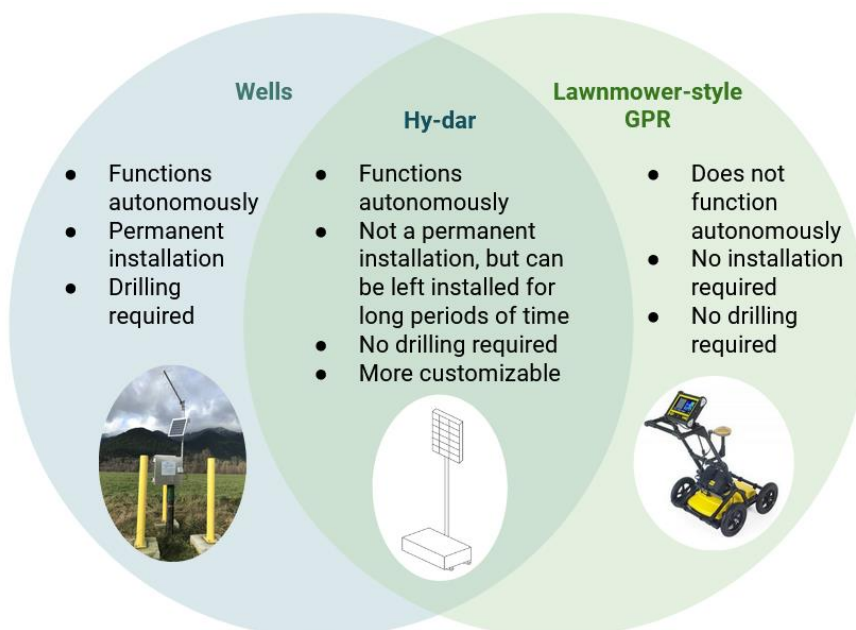 Wells
● Functions
autonomously
● Permanent
installation
● Drilling
required
Hy-dar
● Functions
autonomously
● Not a permanent
installation, but can
be left installed for
long periods of time
● No drilling required
● More customizable
Lawnmower-style
GPR
● Does not
function
autonomously
● No installation
required
● No drilling
required